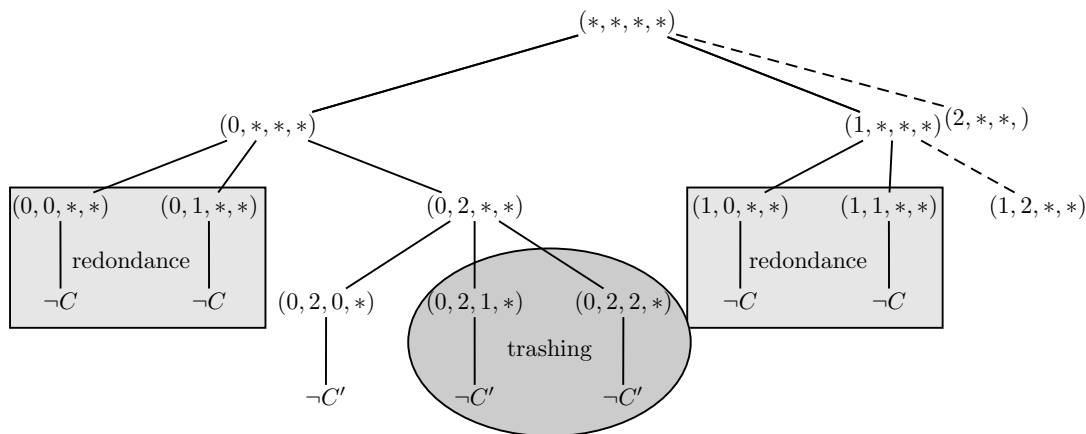 (∗, ∗, ∗, ∗)
(0, ∗, ∗, ∗) (1, ∗, ∗, ∗) (2, ∗, ∗, )
(0, 0, ∗, ∗) (0, 1, ∗, ∗) (0, 2, ∗, ∗) (1, 0, ∗, ∗) (1, 1, ∗, ∗) (1, 2, ∗, ∗)
redondance redondance
¬C ¬C (0, 2, 0, ∗) (0, 2, 1, ∗) (0, 2, 2, ∗) ¬C ¬C
trashing
¬C′ ¬C′ ¬C′